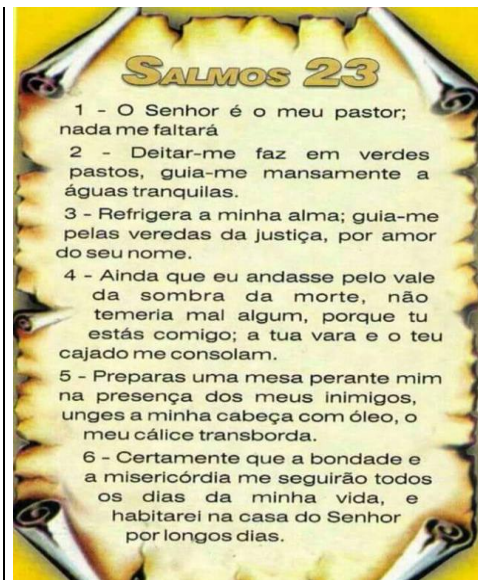 SALMOS 23
1 - O Senhor é o meu pastor;
nada me faltará
2 - Deitar-me faz em verdes
pastos, guia-me mansamente a
águas tranquilas.
3 - Refrigera a minha alma; guia-me
pelas veredas da justiça, por amor
do seu nome.
4 - Ainda que eu andasse pelo vale
da sombra da morte, não
temeria mal algum, porque tu
estás comigo; a tua vara e o teu
cajado me consolam.
5 - Preparas uma mesa perante mim
na presença dos meus inimigos,
unges a minha cabeça com óleo, o
meu cálice transborda.
6 - Certamente que a bondade e
a misericórdia me seguirão todos
os dias da minha vida, e
habitarei na casa do Senhor
por longos dias.